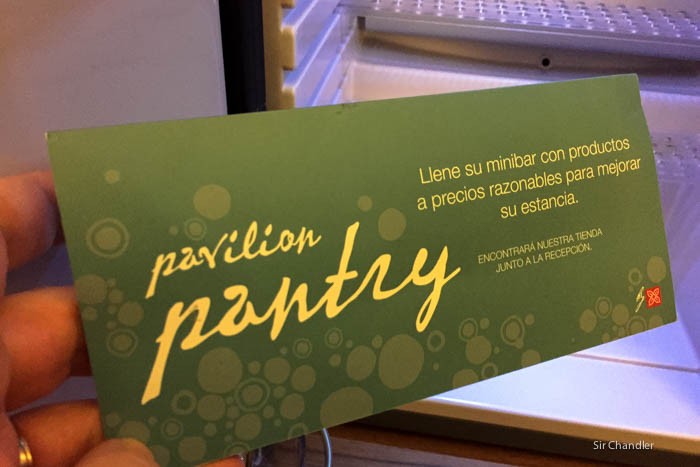 pavilion
pantry
Llene su minibar con productos
a precios razonables para mejorar
su estancia.
ENCONTRARÁ NUESTRA TIENDA
JUNTO A LA RECEPCIÓN.
Sir Chandler